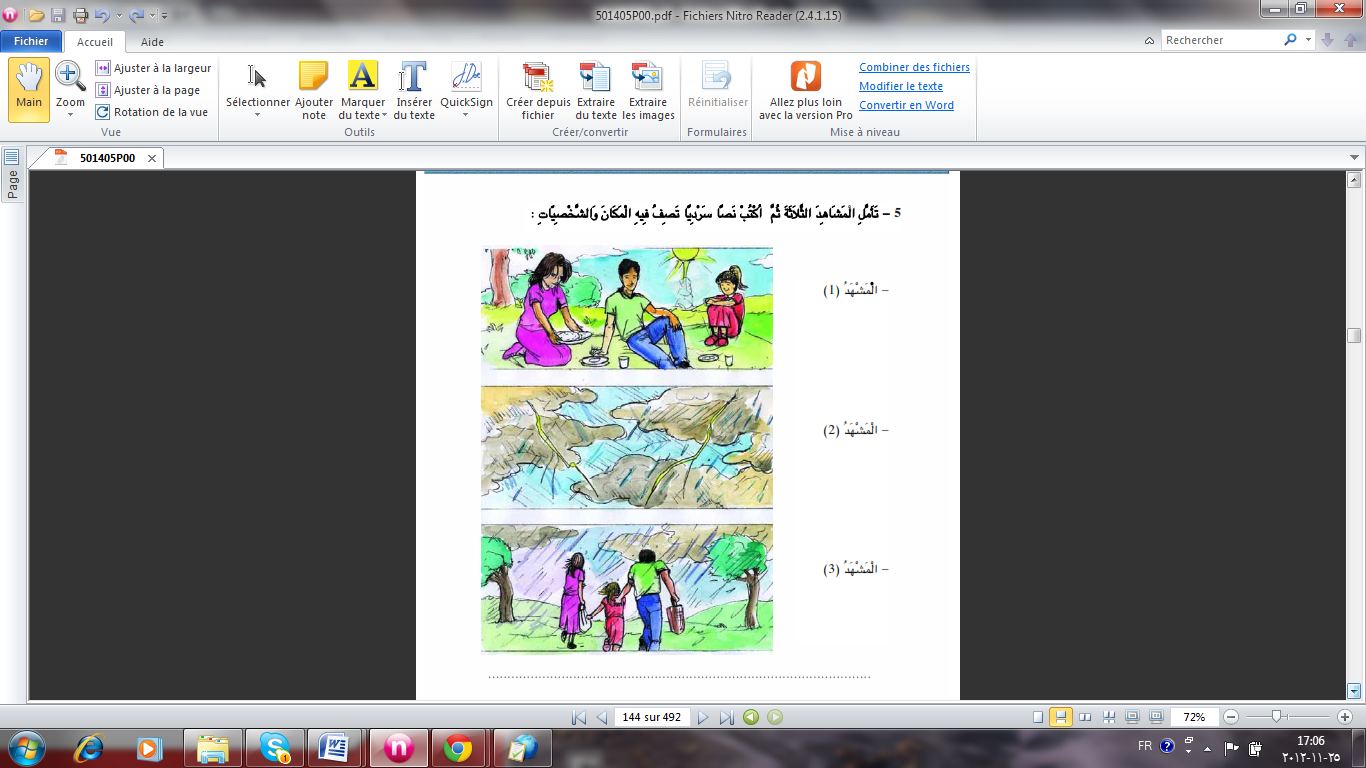 501405P00.pdf - Fichiers Nitro Reader (2.4.1.15)
Fichier
Accueil
Aide
Rechercher
Main
Zoom
Ajuster à la largeur
Ajuster à la page
Rotation de la vue
Vue
Sélectionner
Ajouter note
Marquer du texte
Insérer du texte
QuickSign
Outils
Créer depuis fichier
Extraire du texte
Extraire les images
Créer/convertir
Réinitialiser
Formulaires
Allez plus loin avec la version Pro
Combiner des fichiers
Modifier le texte
Convertir en Word
Mise à niveau
501405P00
Page
5 – تَأَمَّلِ الْمَشَاهِدَ الثَّلَاثَةَ ثُمَّ اُكْتُبْ نَصًّا سَرْدِيًّا تَصِفُ فِيهِ الْمَكَانَ وَالشَّخْصِيَّاتِ :
– الْمَشْهَدُ (1)
– الْمَشْهَدُ (2)
– الْمَشْهَدُ (3)
144 sur 492
72%
FR
17:06
٢٠١٢-١١-٢٥